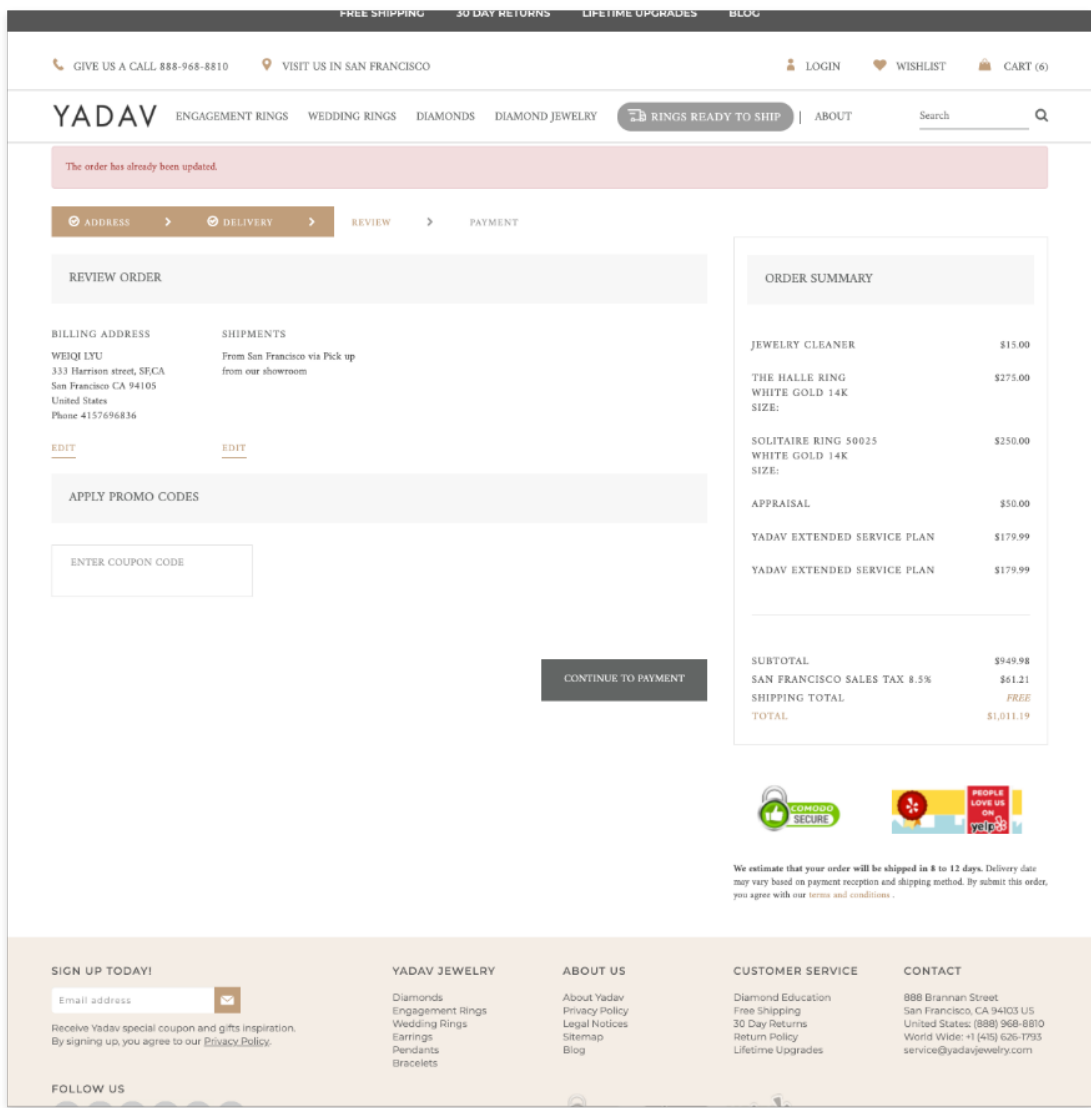 FREE SHIPPING 30 DAY RETURNS LIFETIME UPGRADES BLOG
GIVE US A CALL 888-968-8810 VISIT US IN SAN FRANCISCO LOGIN WISHLIST CART (6)
YADAV ENGAGEMENT RINGS WEDDING RINGS DIAMONDS DIAMOND JEWELRY RINGS READY TO SHIP | ABOUT Search
The order has already been updated.
ADDRESS DELIVERY REVIEW PAYMENT
REVIEW ORDER
BILLING ADDRESS
WEIQI LYU
333 Harrison street, SF,CA
San Francisco CA 94105
United States
Phone 4157696836
EDIT
SHIPMENTS
From San Francisco via Pick up
from our showroom
EDIT
APPLY PROMO CODES
ENTER COUPON CODE
CONTINUE TO PAYMENT
ORDER SUMMARY
JEWELRY CLEANER $15.00
THE HALLE RING $275.00
WHITE GOLD 14K
SIZE:
SOLITAIRE RING 50025 $250.00
WHITE GOLD 14K
SIZE:
APPRAISAL $50.00
YADAV EXTENDED SERVICE PLAN $179.99
YADAV EXTENDED SERVICE PLAN $179.99
SUBTOTAL $949.98
SAN FRANCISCO SALES TAX 8.5% $61.21
SHIPPING TOTAL FREE
TOTAL $1,011.19
COMODO
SECURE
PEOPLE
LOVE US
ON
yelp
We estimate that your order will be shipped in 8 to 12 days. Delivery date
may vary based on payment reception and shipping method. By submit this order,
you agree with our terms and conditions .
SIGN UP TODAY!
Email address
Receive Yadav special coupon and gifts inspiration.
By signing up, you agree to our Privacy Policy.
FOLLOW US
YADAV JEWELRY
Diamonds
Engagement Rings
Wedding Rings
Earrings
Pendants
Bracelets
ABOUT US
About Yadav
Privacy Policy
Legal Notices
Sitemap
Blog
CUSTOMER SERVICE
Diamond Education
Free Shipping
30 Day Returns
Return Policy
Lifetime Upgrades
CONTACT
888 Brannan Street
San Francisco, CA 94103 US
United States: (888) 968-8810
World Wide: +1 (415) 626-1793
service@yadavjewelry.com